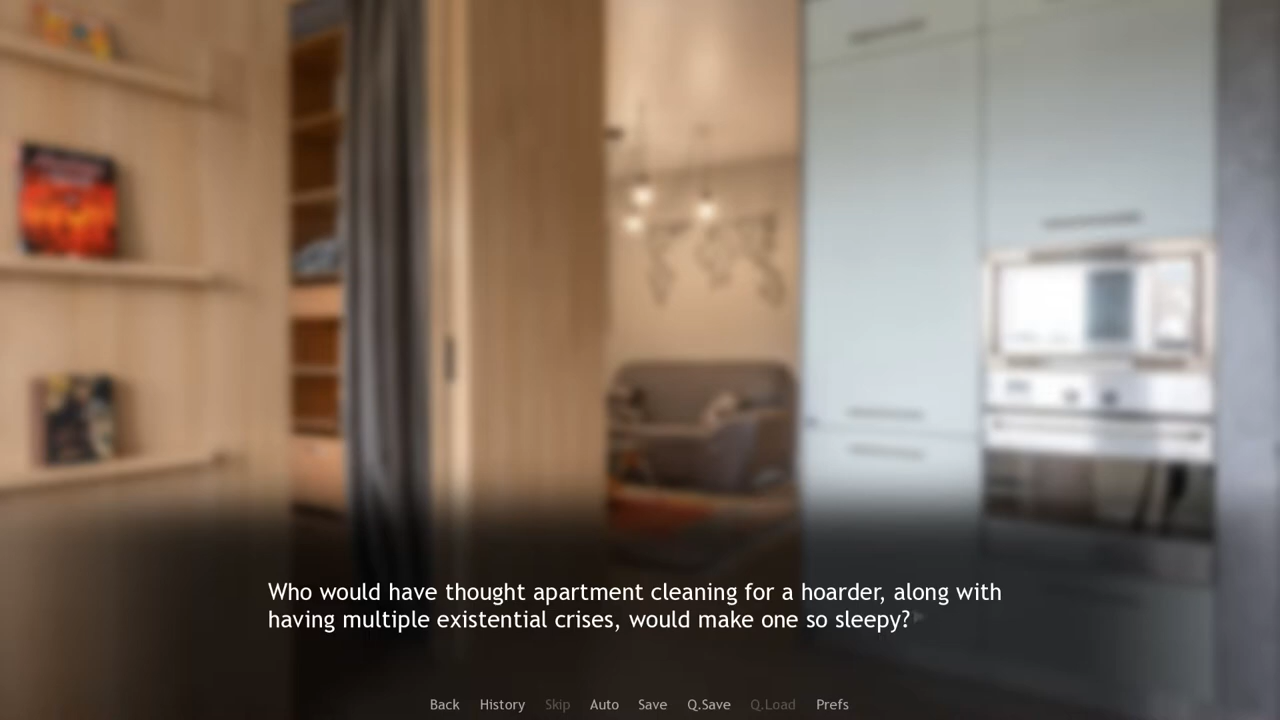 Who would have thought apartment cleaning for a hoarder, along with
having multiple existential crises, would make one so sleepy?
Back History Skip Auto Save Q.Save Q.Load Prefs